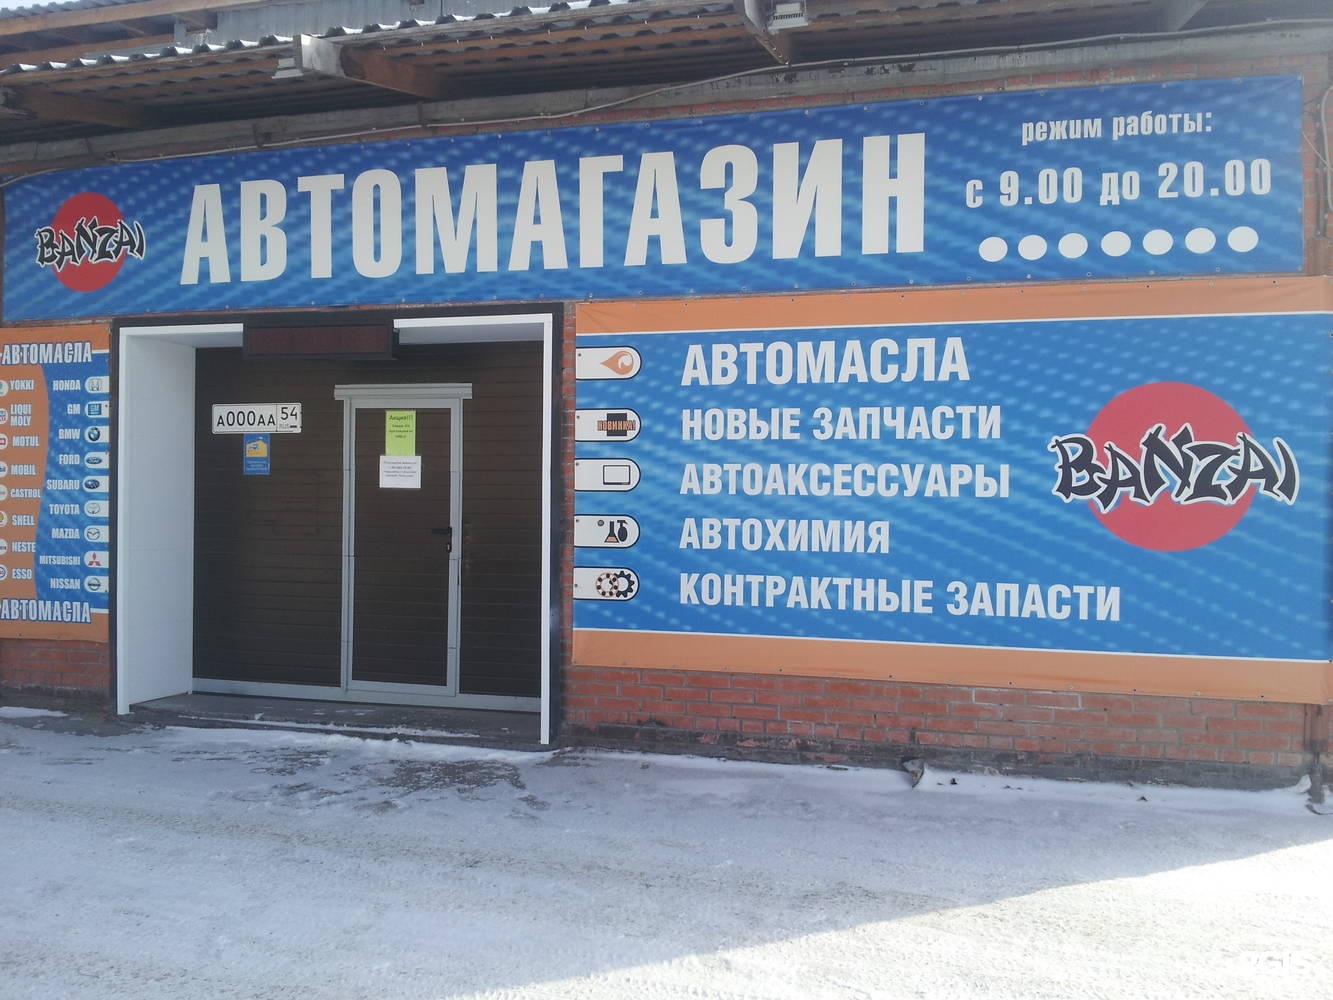 АВТОМАГАЗИН
режим работы:
с 9.00 до 20.00
BANZAI
АВТОМАСЛА
YOKKI
LIQUI
MOLY
MOTUL
MOBIL
CASTROL
SHELL
NESTE
ESSO
HONDA
GM
BMW
FORD
SUBARU
TOYOTA
MAZDA
MITSUBISHI
NISSAN
АВТОМАСЛА
А000АА 54
RUS
Акция!!!
АВТОМАСЛА
НОВИНКА!
НОВЫЕ ЗАПЧАСТИ
АВТОАКСЕССУАРЫ
АВТОХИМИЯ
КОНТРАКТНЫЕ ЗАПАСТИ
BANZAI
2GIS